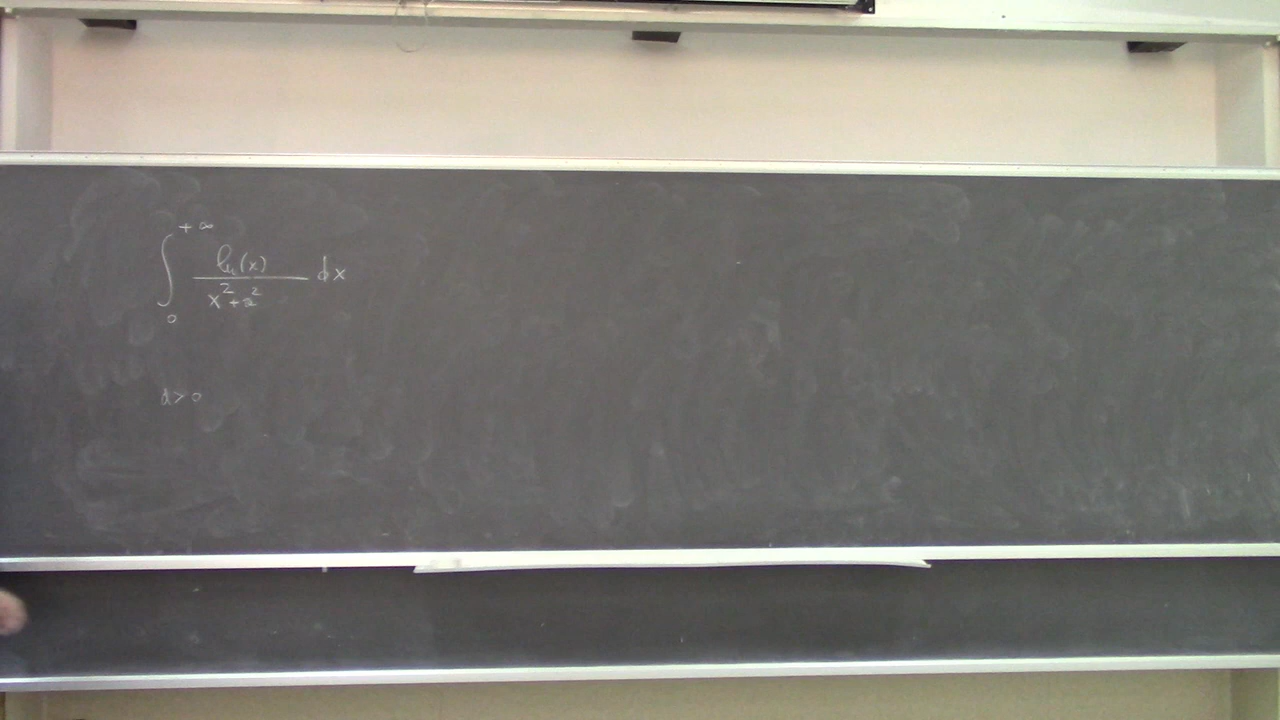 ∫₀^{+∞} ln(x) / (x² + a²) dx
a > 0